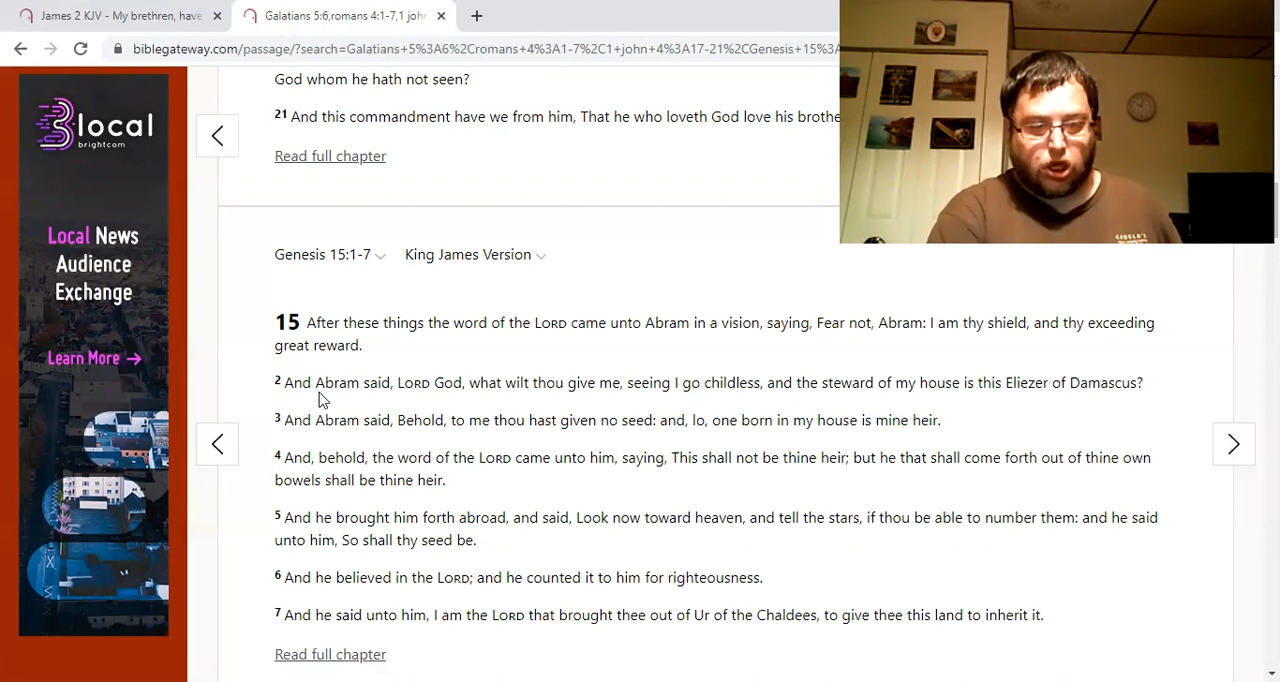 James 2 KJV - My brethren, have
Galatians 5:6,romans 4:1-7,1 joh
biblegateway.com/passage/?search=Galatians+5%3A6%2Cromans+4%3A1-7%2C1+john+4%3A17-21%2CGenesis+15%3A
God whom he hath not seen?
21 And this commandment have we from him, That he who loveth God love his brothe
Read full chapter
local
brightcom
Local News
Audience
Exchange
Learn More →
Genesis 15:1-7 King James Version
15 After these things the word of the LORD came unto Abram in a vision, saying, Fear not, Abram: I am thy shield, and thy exceeding
great reward.
2 And Abram said, LORD God, what wilt thou give me, seeing I go childless, and the steward of my house is this Eliezer of Damascus?
3 And Abram said, Behold, to me thou hast given no seed: and, lo, one born in my house is mine heir.
4 And, behold, the word of the LORD came unto him, saying, This shall not be thine heir; but he that shall come forth out of thine own
bowels shall be thine heir.
5 And he brought him forth abroad, and said, Look now toward heaven, and tell the stars, if thou be able to number them: and he said
unto him, So shall thy seed be.
6 And he believed in the LORD; and he counted it to him for righteousness.
7 And he said unto him, I am the LORD that brought thee out of Ur of the Chaldees, to give thee this land to inherit it.
Read full chapter